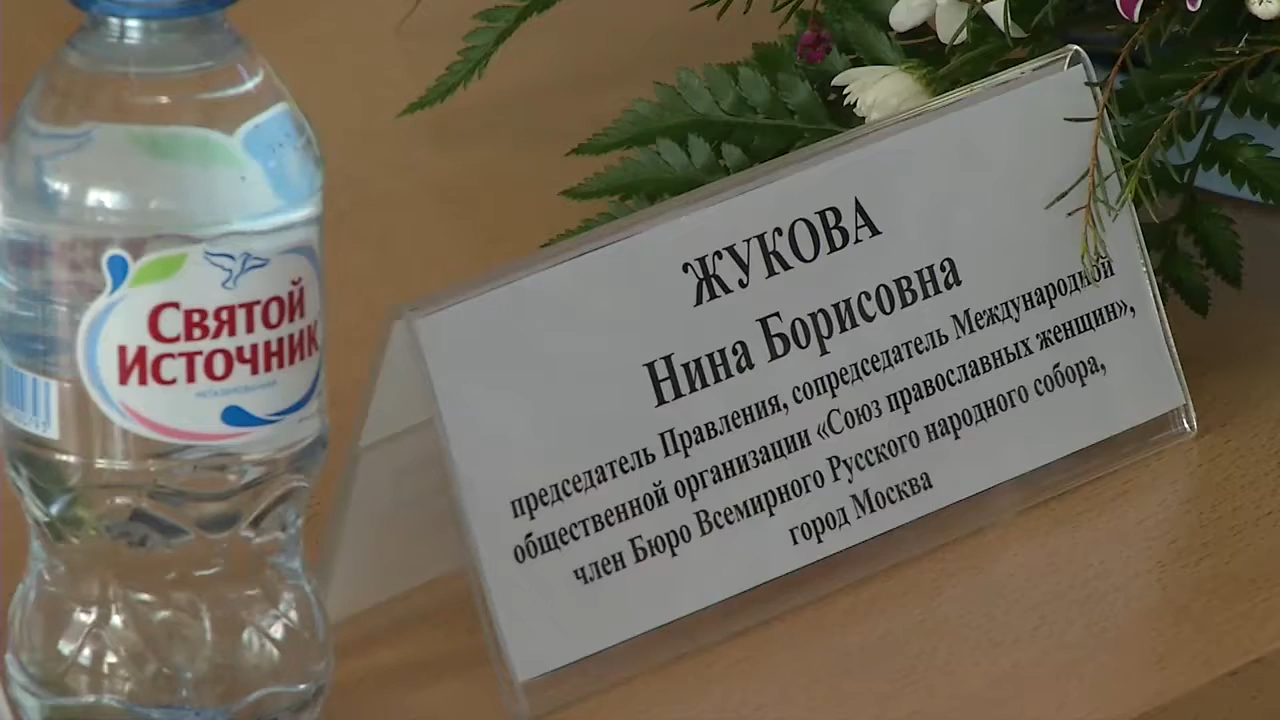 Святой
Источник
ЖУКОВА
Нина Борисовна
председатель Правления, сопредседатель Международной
общественной организации «Союз православных женщин»,
член Бюро Всемирного Русского народного собора,
город Москва